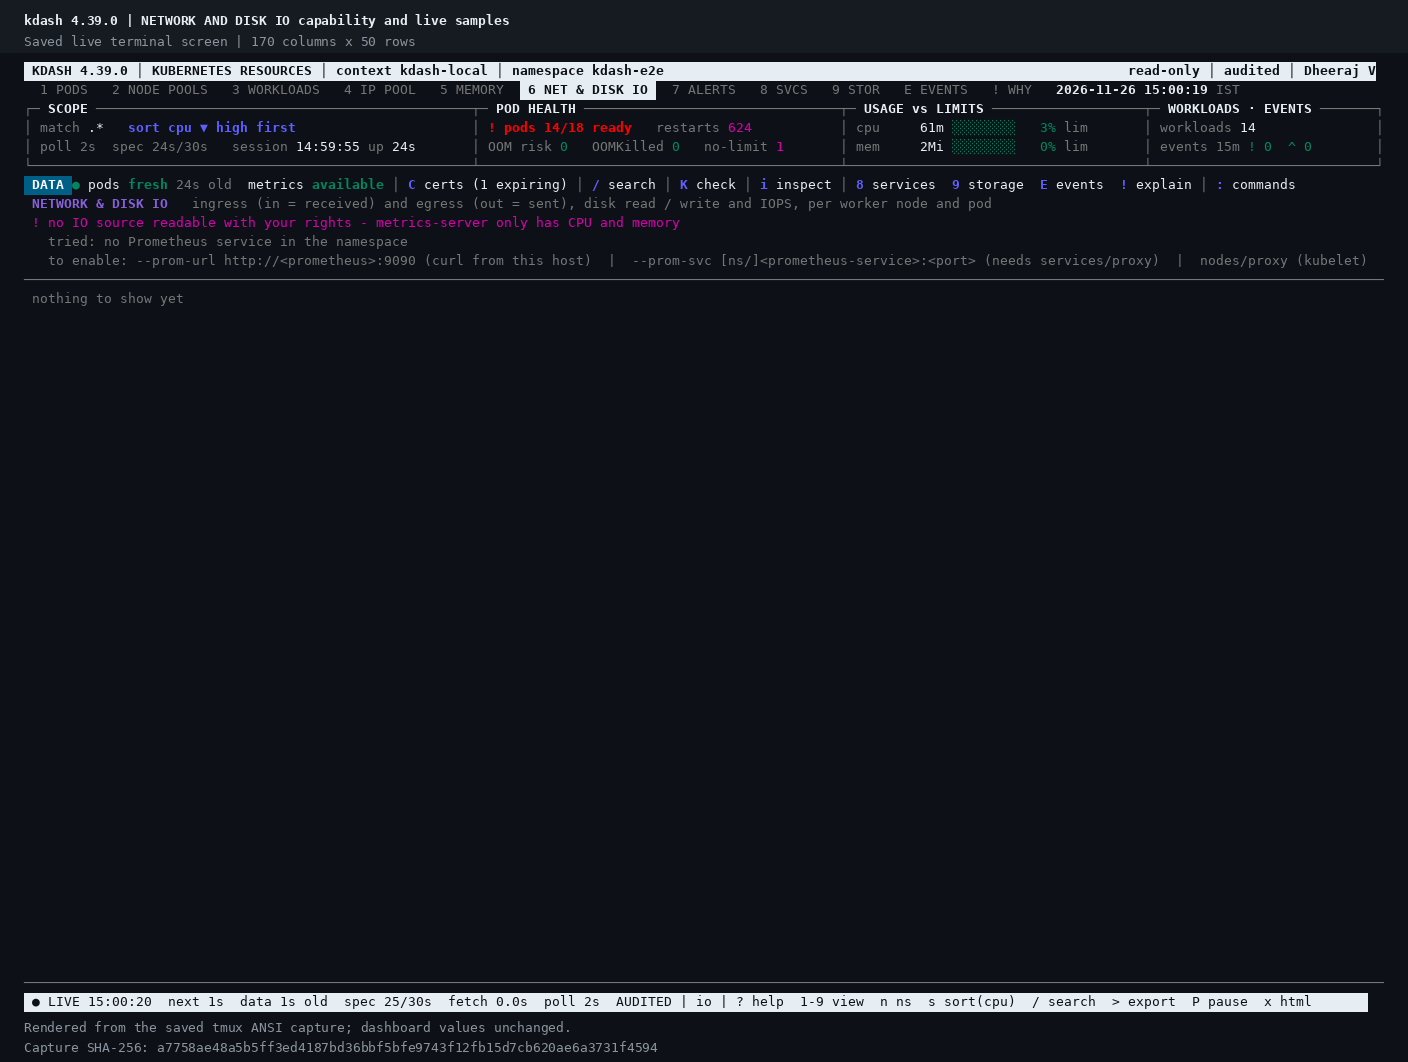 kdash 4.39.0 | NETWORK AND DISK IO capability and live samples
Saved live terminal screen | 170 columns x 50 rows
KDASH 4.39.0 │ KUBERNETES RESOURCES │ context kdash-local │ namespace kdash-e2e read-only │ audited │ Dheeraj V
1 PODS 2 NODE POOLS 3 WORKLOADS 4 IP POOL 5 MEMORY 6 NET & DISK IO 7 ALERTS 8 SVCS 9 STOR E EVENTS ! WHY 2026-11-26 15:00:19 IST
SCOPE POD HEALTH USAGE vs LIMITS WORKLOADS · EVENTS
match .* sort cpu ▼ high first │ ! pods 14/18 ready restarts 624 │ cpu 61m ░░░░░░░░ 3% lim │ workloads 14
poll 2s spec 24s/30s session 14:59:55 up 24s │ OOM risk 0 OOMKilled 0 no-limit 1 │ mem 2Mi ░░░░░░░░ 0% lim │ events 15m ! 0 ^ 0
DATA ● pods fresh 24s old metrics available │ C certs (1 expiring) │ / search │ K check │ i inspect │ 8 services 9 storage E events ! explain │ : commands
NETWORK & DISK IO ingress (in = received) and egress (out = sent), disk read / write and IOPS, per worker node and pod
! no IO source readable with your rights - metrics-server only has CPU and memory
tried: no Prometheus service in the namespace
to enable: --prom-url http://<prometheus>:9090 (curl from this host) | --prom-svc [ns/]<prometheus-service>:<port> (needs services/proxy) | nodes/proxy (kubelet)
nothing to show yet
● LIVE 15:00:20 next 1s data 1s old spec 25/30s fetch 0.0s poll 2s AUDITED | io | ? help 1-9 view n ns s sort(cpu) / search > export P pause x html
Rendered from the saved tmux ANSI capture; dashboard values unchanged.
Capture SHA-256: a7758ae48a5b5ff3ed4187bd36bbf5bfe9743f12fb15d7cb620ae6a3731f4594